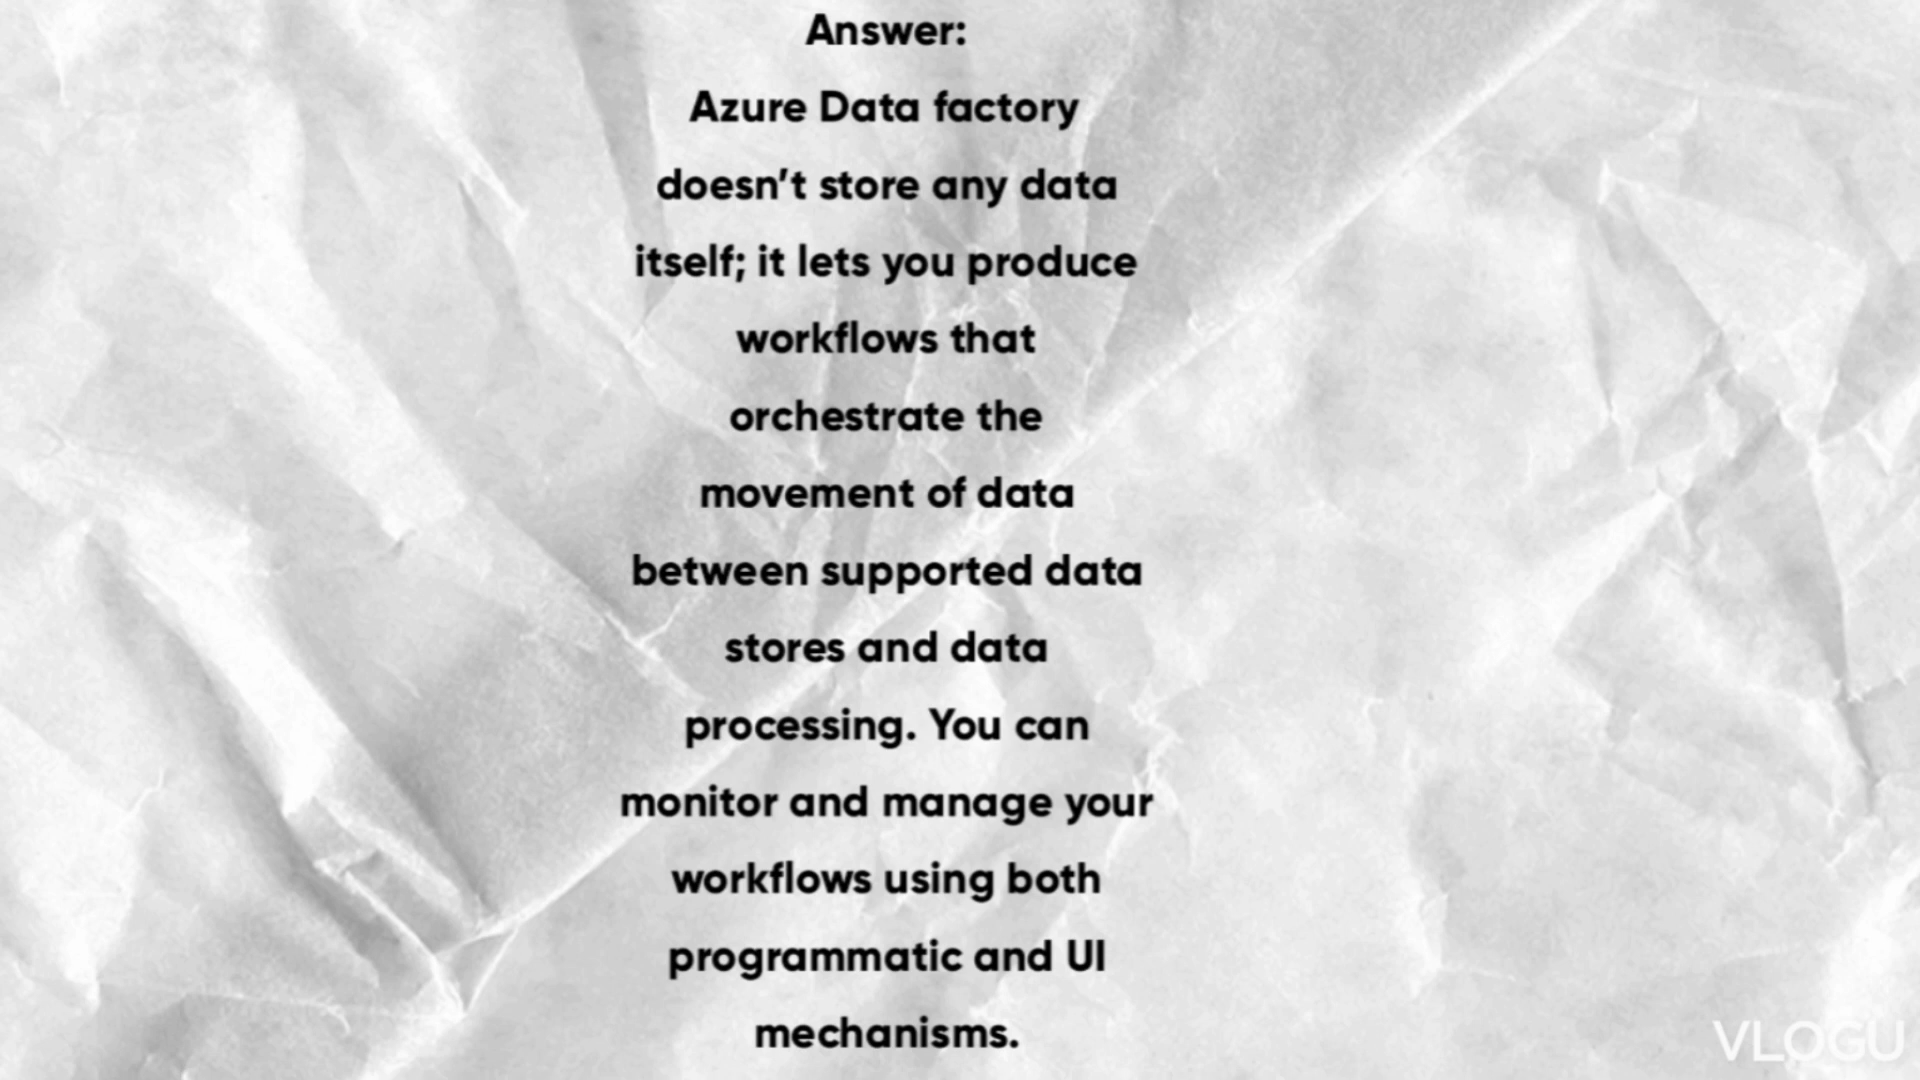 Answer:
Azure Data factory
doesn’t store any data
itself; it lets you produce
workflows that
orchestrate the
movement of data
between supported data
stores and data
processing. You can
monitor and manage your
workflows using both
programmatic and UI
mechanisms.
VLOGU